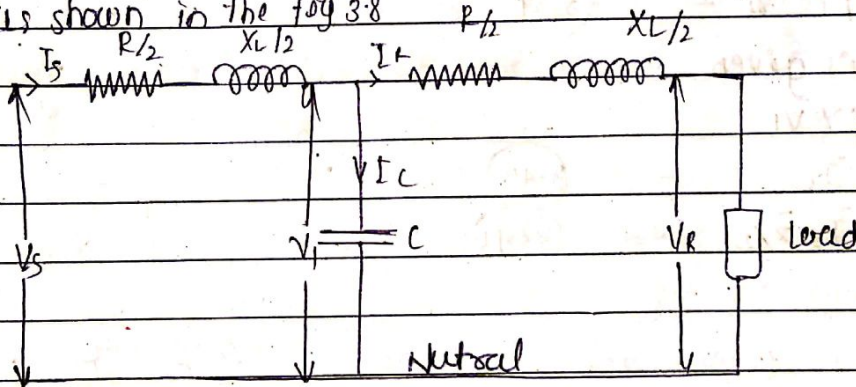 is shown in the fig 3.8
R/2 XL/2 R/2 XL/2
Is Ir
Ic
Vs V1 C VR Load
Nutral